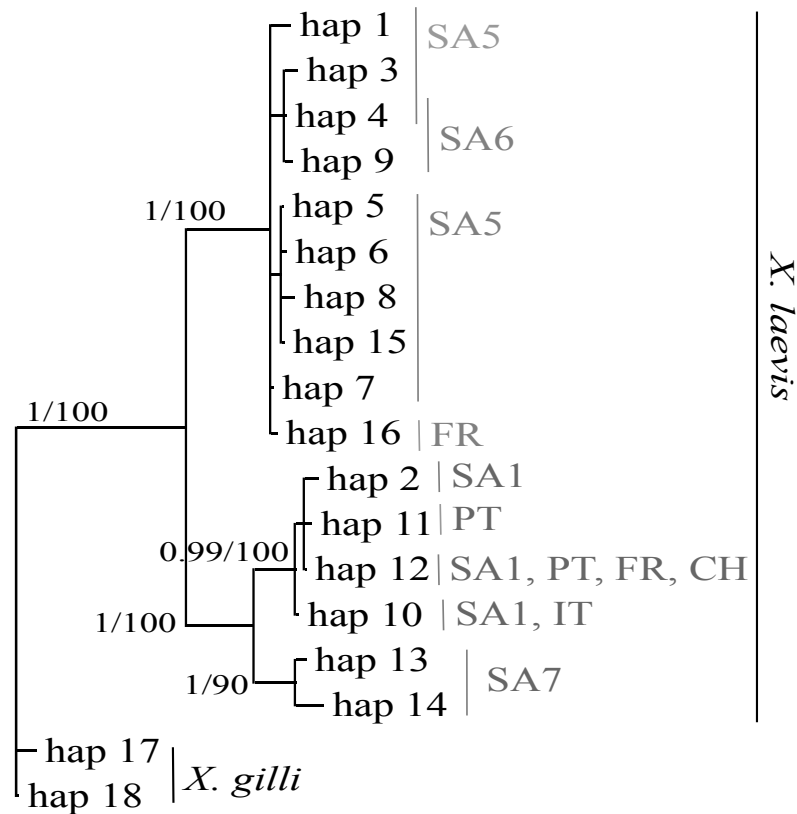 hap 1
SA5
hap 3
hap 4
SA6
hap 9
hap 5
1/100
SA5
hap 6
hap 8
hap 15
hap 7
hap 16
FR
1/100
hap 2
SA1
hap 11
PT
0.99/100
hap 12
SA1, PT, FR, CH
hap 10
SA1, IT
1/100
hap 13
1/90
SA7
hap 14
hap 17
X. gilli
hap 18
X. laevis